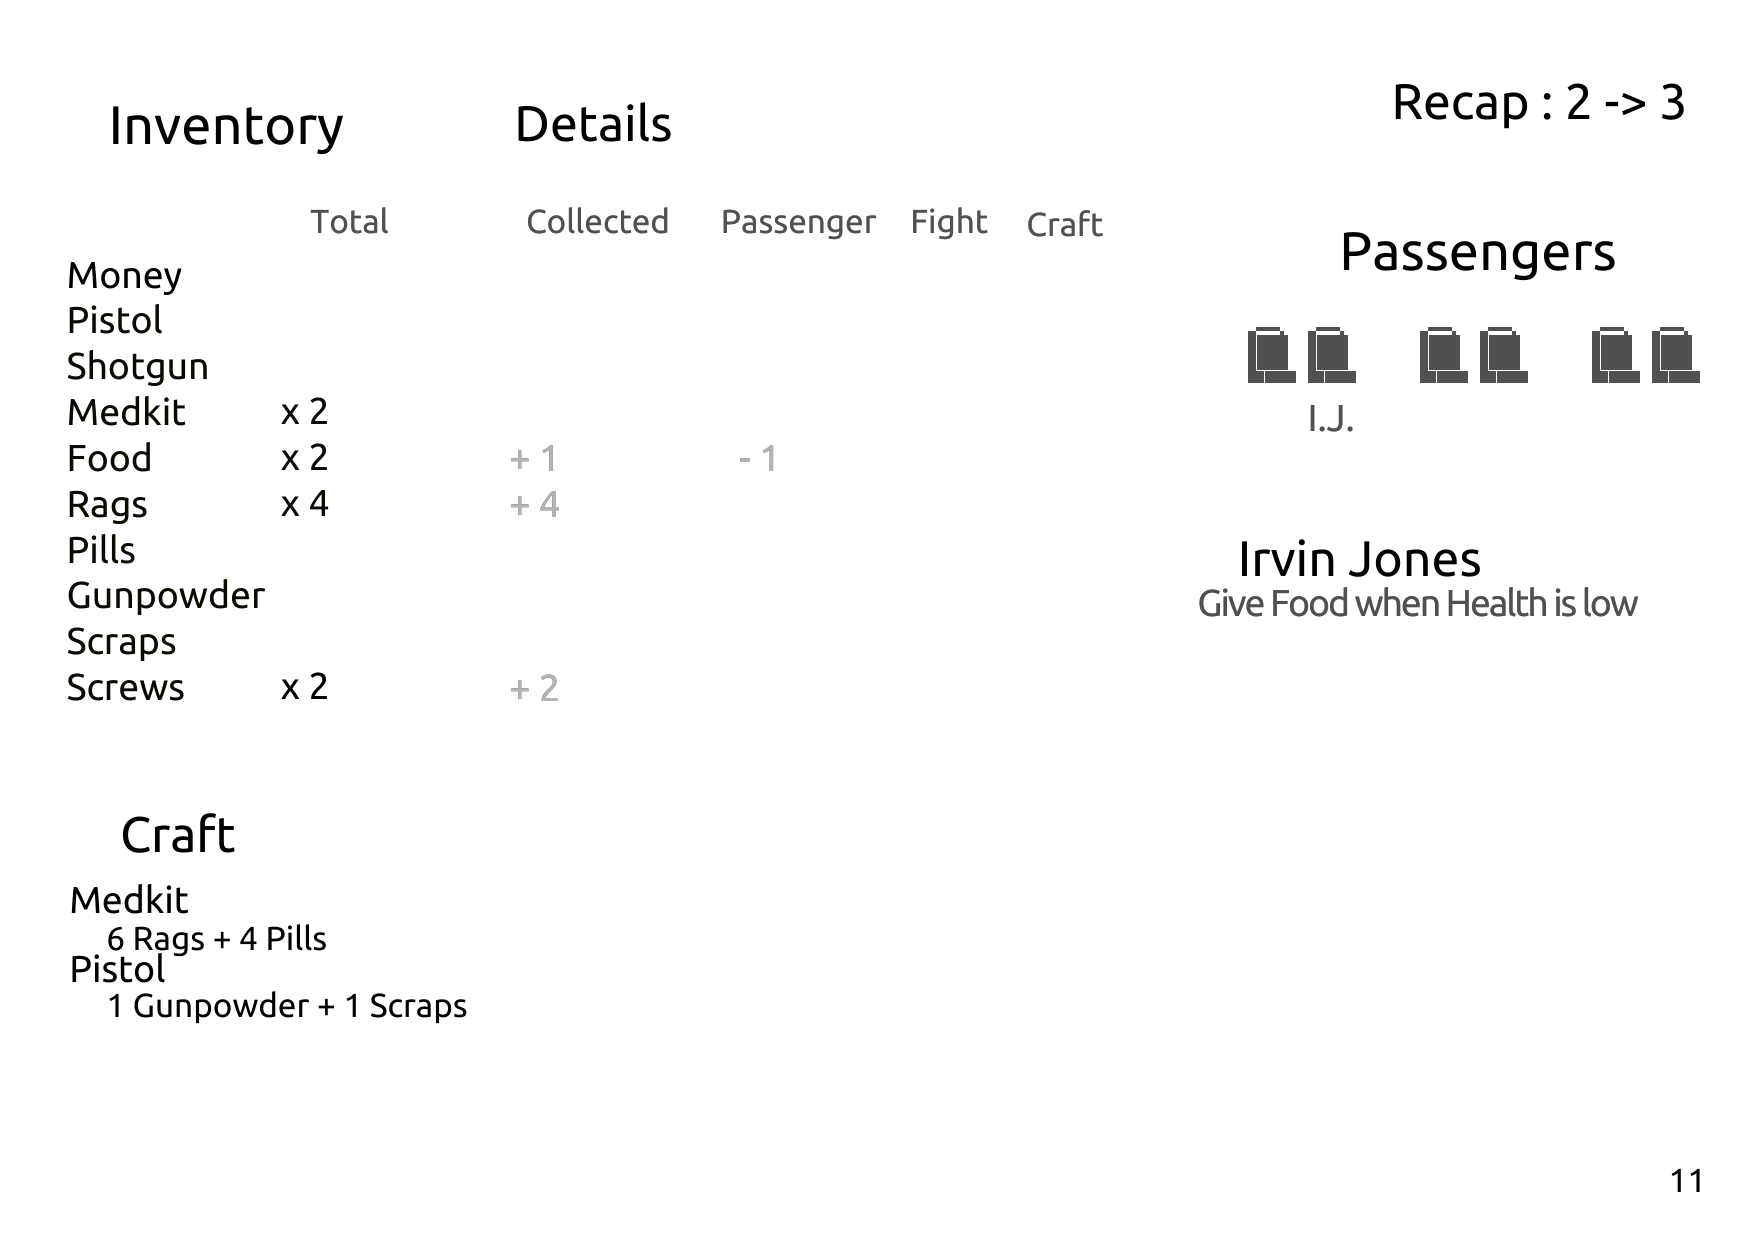 Recap : 2 -> 3
Inventory Details
Total Collected Passenger Fight Craft
Money
Pistol
Shotgun
Medkit x 2
Food x 2 + 1 - 1
Rags x 4 + 4
Pills
Gunpowder
Scraps
Screws x 2 + 2
Passengers
I.J.
Irvin Jones
Give Food when Health is low
Craft
Medkit
6 Rags + 4 Pills
Pistol
1 Gunpowder + 1 Scraps
11